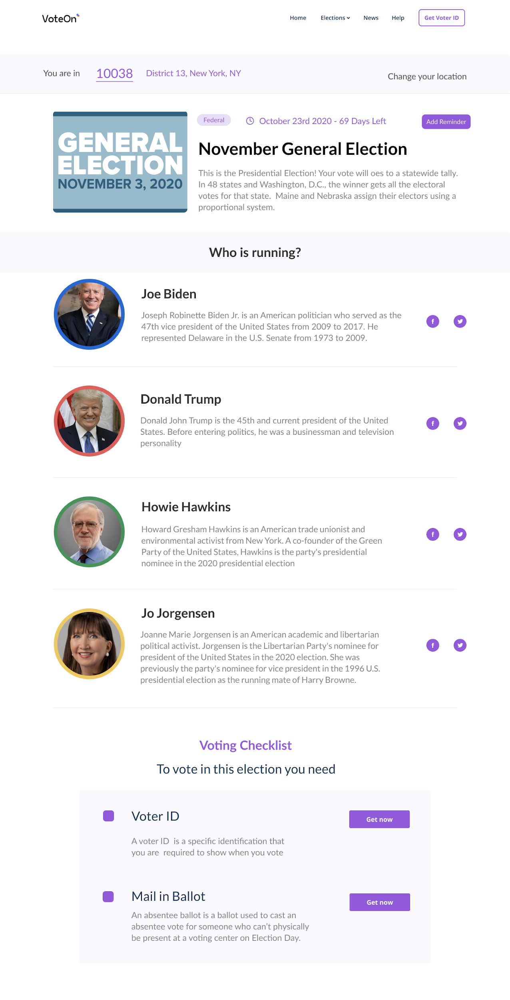 VoteOn
Home
Elections
News
Help
Get Voter ID
You are in
10038
District 13, New York, NY
Change your location
GENERAL
ELECTION
NOVEMBER 3, 2020
Federal
October 23rd 2020 - 69 Days Left
Add Reminder
November General Election
This is the Presidential Election! Your vote will oes to a statewide tally.
In 48 states and Washington, D.C., the winner gets all the electoral
votes for that state.  Maine and Nebraska assign their electors using a
proportional system.
Who is running?
Joe Biden
Joseph Robinette Biden Jr. is an American politician who served as the
47th vice president of the United States from 2009 to 2017. He
represented Delaware in the U.S. Senate from 1973 to 2009.
Donald Trump
Donald John Trump is the 45th and current president of the United
States. Before entering politics, he was a businessman and television
personality
Howie Hawkins
Howard Gresham Hawkins is an American trade unionist and
environmental activist from New York. A co-founder of the Green
Party of the United States, Hawkins is the party's presidential
nominee in the 2020 presidential election
Jo Jorgensen
Joanne Marie Jorgensen is an American academic and libertarian
political activist. Jorgensen is the Libertarian Party's nominee for
president of the United States in the 2020 election. She was
previously the party's nominee for vice president in the 1996 U.S.
presidential election as the running mate of Harry Browne.
Voting Checklist
To vote in this election you need
Voter ID
Get now
A voter ID  is a specific identification that
you are  required to show when you vote
Mail in Ballot
Get now
An absentee ballot is a ballot used to cast an
absentee vote for someone who can’t physically
be present at a voting center on Election Day.